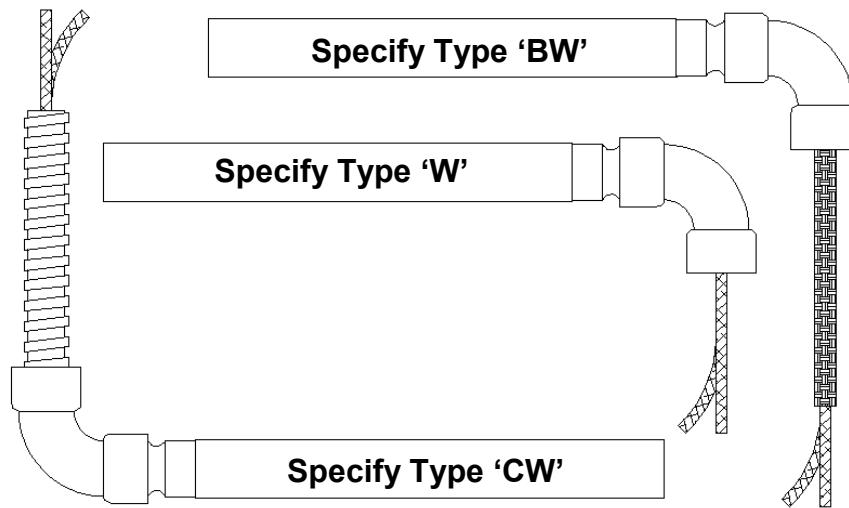 Specify Type ‘BW’
Specify Type ‘W’
Specify Type ‘CW’